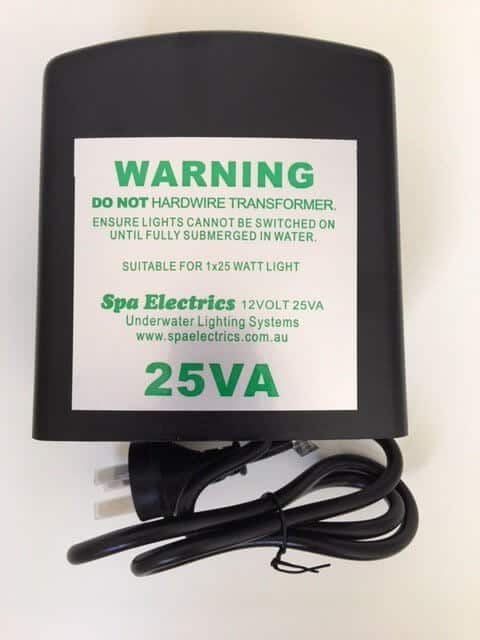 WARNING
DO NOT HARDWIRE TRANSFORMER.
ENSURE LIGHTS CANNOT BE SWITCHED ON
UNTIL FULLY SUBMERGED IN WATER.
SUITABLE FOR 1x25 WATT LIGHT
Spa Electrics 12VOLT 25VA
Underwater Lighting Systems
www.spaelectrics.com.au
25VA